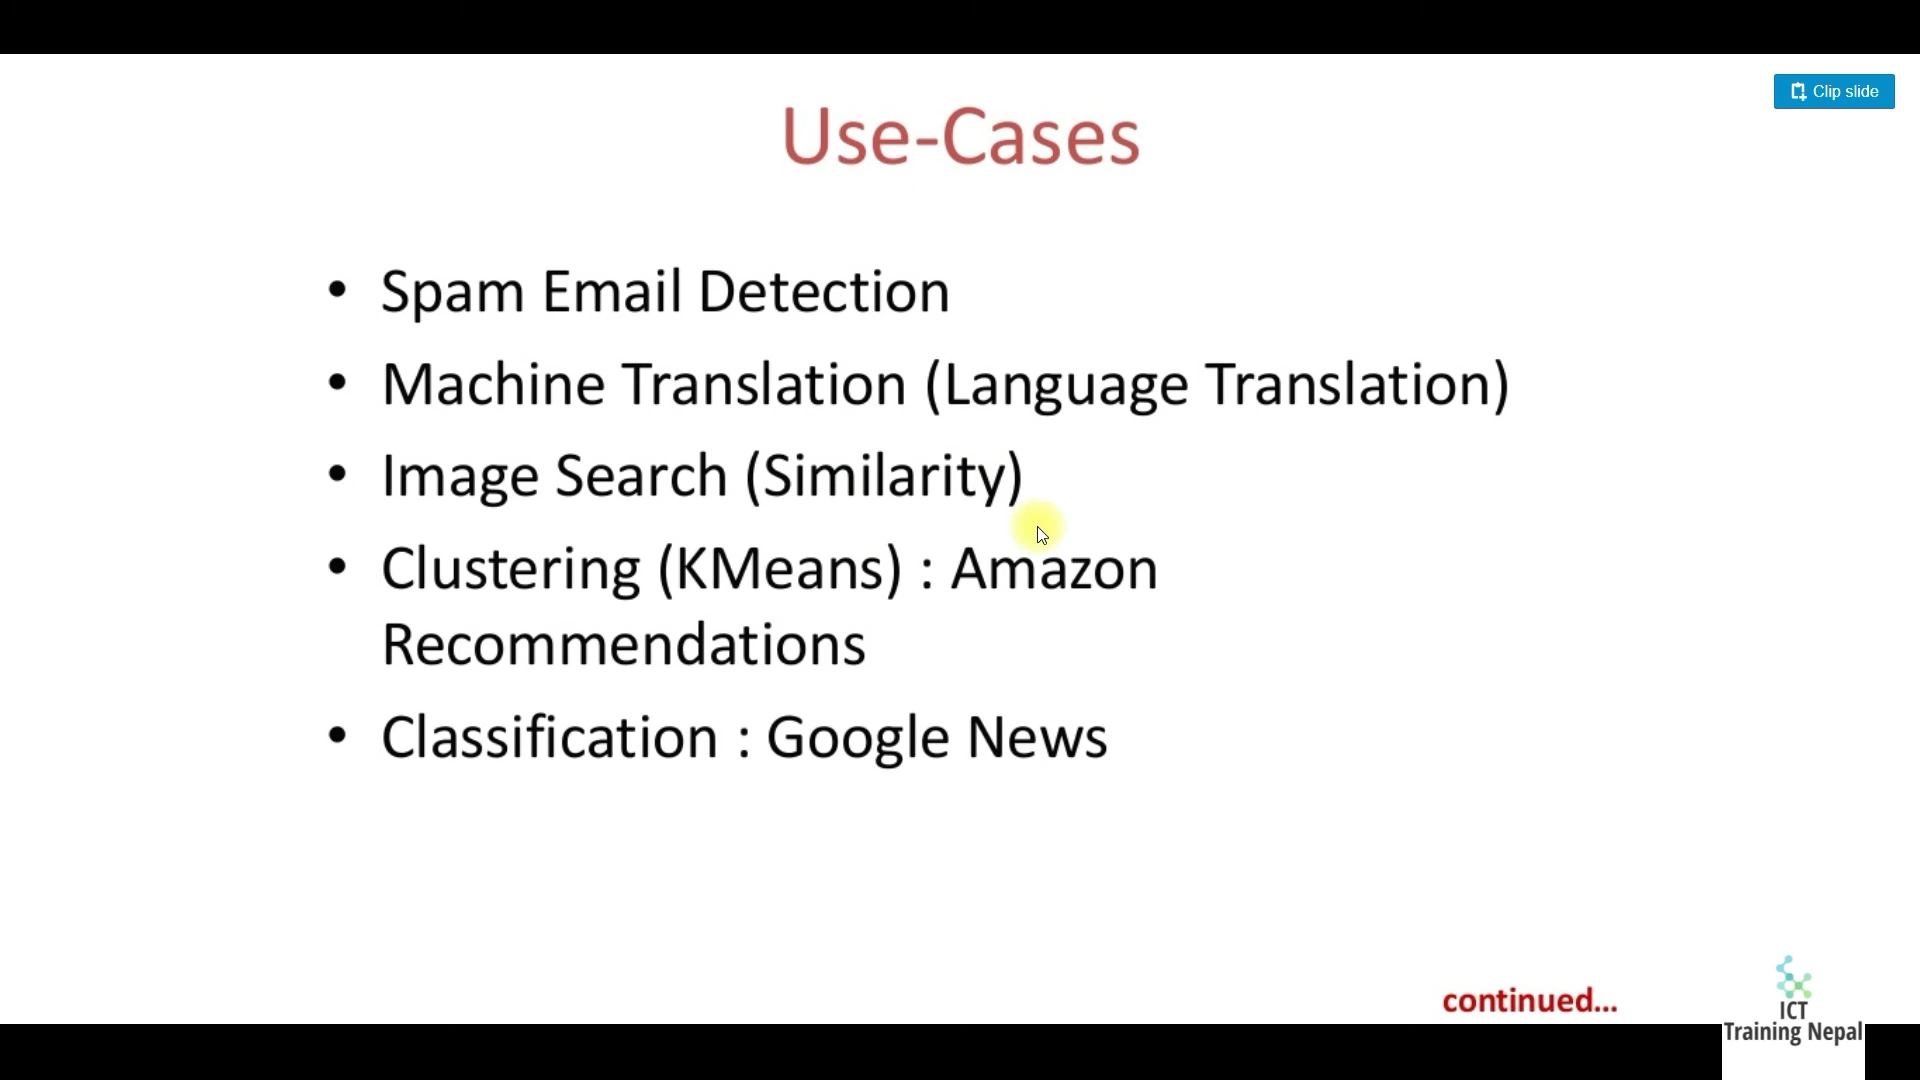 Clip slide
Use-Cases
• Spam Email Detection
• Machine Translation (Language Translation)
• Image Search (Similarity)
• Clustering (KMeans) : Amazon
Recommendations
• Classification : Google News
continued...
ICT
Training Nepal